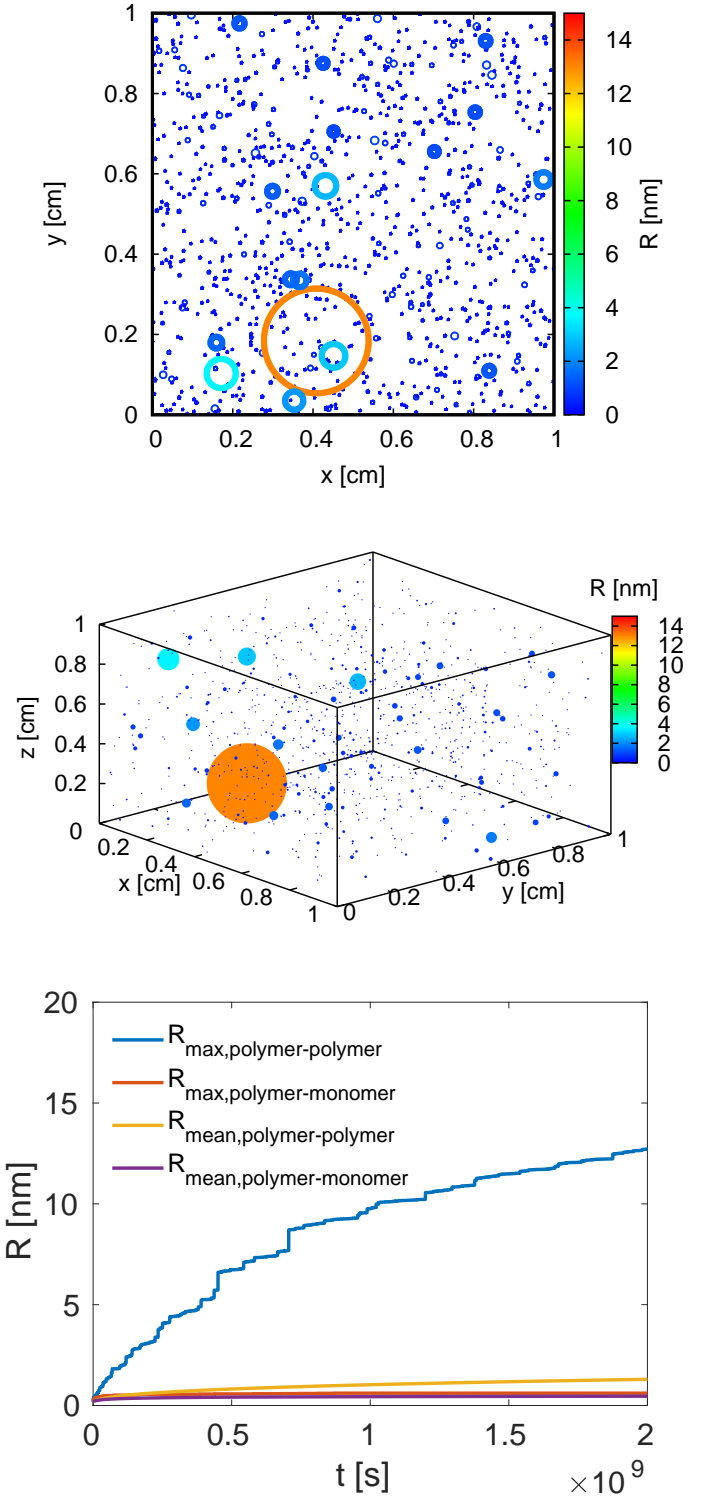 1
0.8
0.6
0.4
0.2
0
y [cm]
0 0.2 0.4 0.6 0.8 1
x [cm]
14
12
10
8
6
4
2
0
R [nm]
R [nm]
14
12
10
8
6
4
2
0
1
0.8
0.6
0.4
0.2
0
z [cm]
0.2 0.4 0.6 0.8 1
x [cm]
0 0.2 0.4 0.6 0.8 1
y [cm]
20
15
10
5
0
R [nm]
R max,polymer-polymer
R max,polymer-monomer
R mean,polymer-polymer
R mean,polymer-monomer
0 0.5 1 1.5 2
t [s]
×10 9